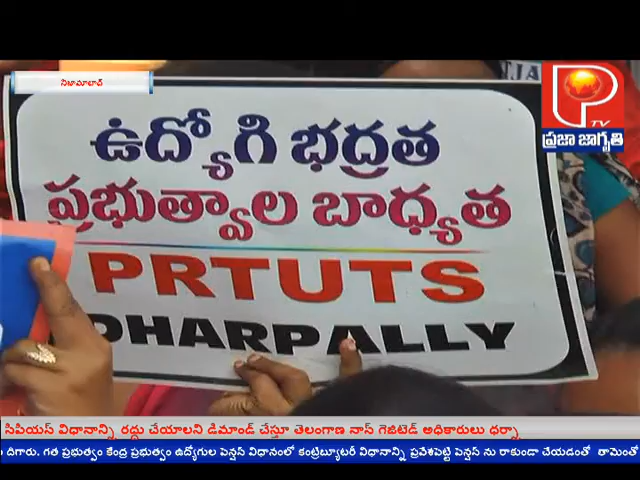 నిజామాబాద్
TJA
P
TV
ప్రజా జాగృతి
ఉద్యోగి భద్రత
ప్రభుత్వాల బాధ్యత
PRTUTS
DHARPALLY
సిపియస్ విధానాన్ని రద్దు చేయాలని డిమాండ్ చేస్తూ తెలంగాణ నాన్ గెజిటెడ్ అధికారులు ధర్నా
దిగారు. గత ప్రభుత్వం కేంద్ర ప్రభుత్వం ఉద్యోగుల పెన్షన్ విధానంలో కంట్రిబ్యూటరీ విధానాన్ని ప్రవేశపెట్టి పెన్షన్ ను రాకుండా చేయడంతో తామెంతో